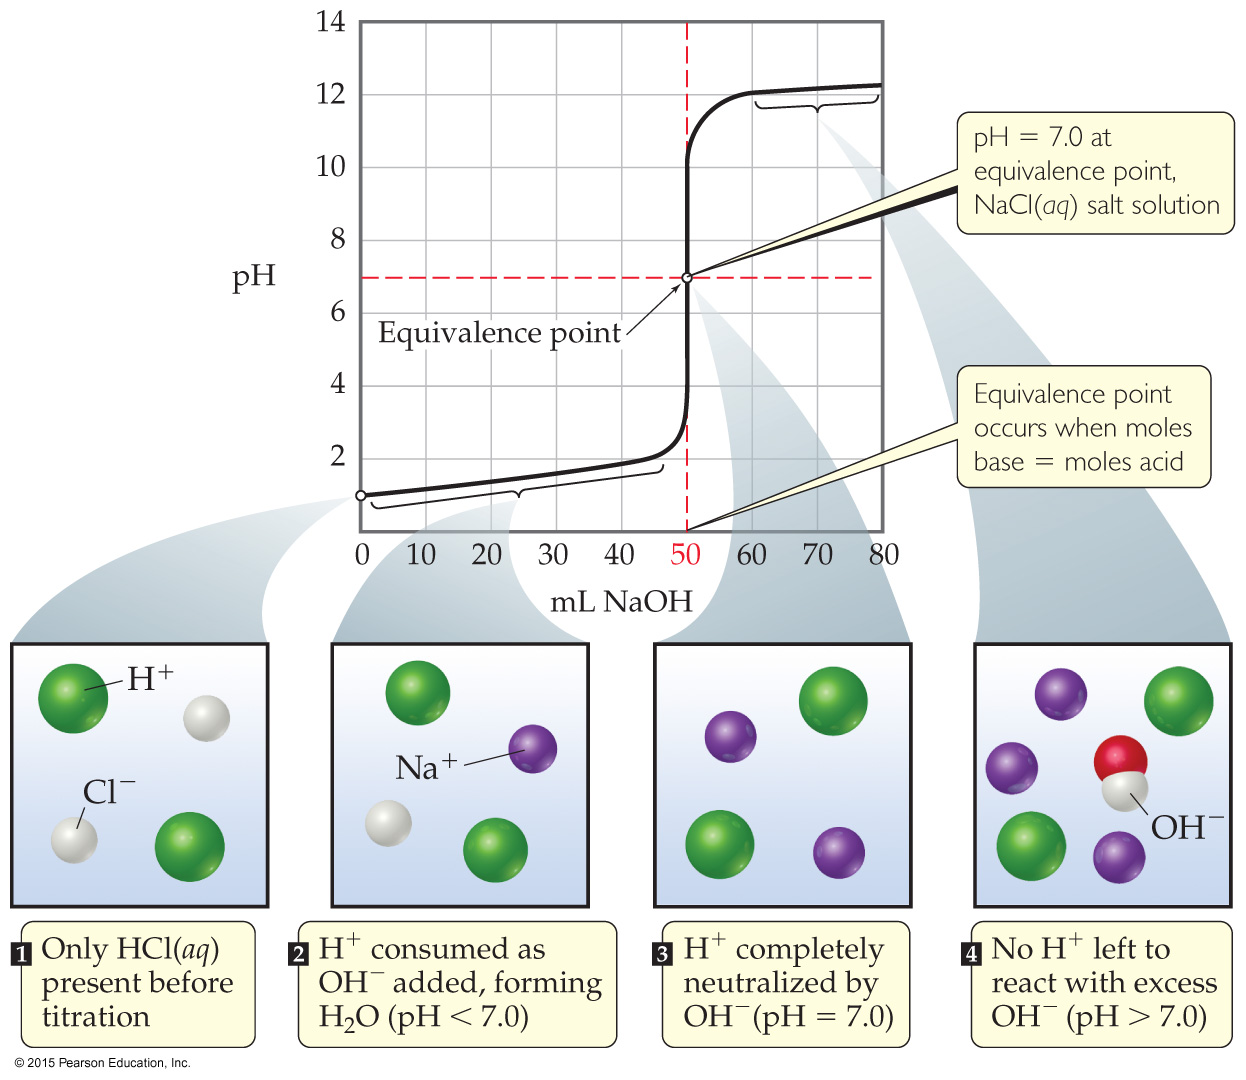 14
12
10
8
6
4
2
pH
Equivalence point
pH = 7.0 at
equivalence point,
NaCl(aq) salt solution
Equivalence point
occurs when moles
base = moles acid
0 10 20 30 40 50 60 70 80
mL NaOH
H⁺
Cl⁻
Na⁺
OH⁻
1 Only HCl(aq)
present before
titration
2 H⁺ consumed as
OH⁻ added, forming
H₂O (pH < 7.0)
3 H⁺ completely
neutralized by
OH⁻ (pH = 7.0)
4 No H⁺ left to
react with excess
OH⁻ (pH > 7.0)
© 2015 Pearson Education, Inc.